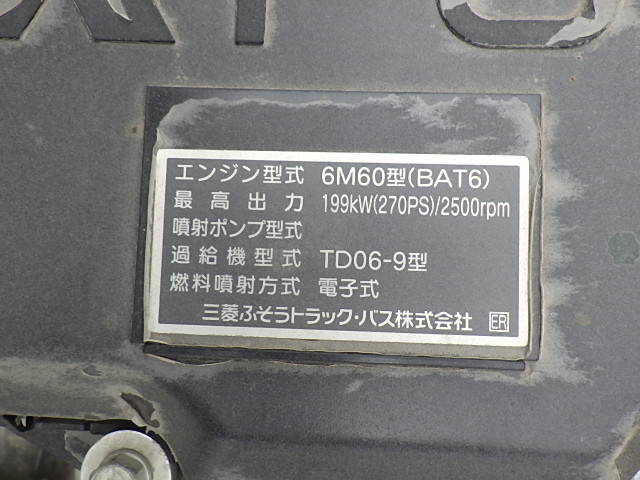 エンジン型式 6M60型(BAT6)
最高出力 199kW(270PS)/2500rpm
噴射ポンプ型式
過給機型式 TD06-9型
燃料噴射方式 電子式
三菱ふそうトラック・バス株式会社 ER